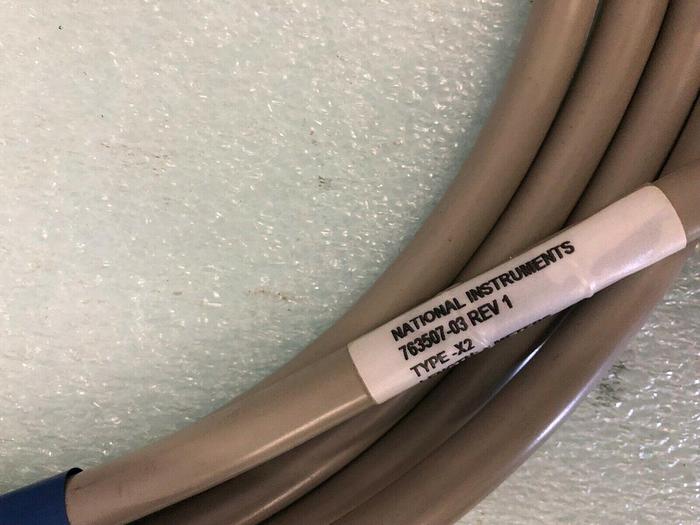 NATIONAL INSTRUMENTS
763507-03 REV 1
TYPE -X2